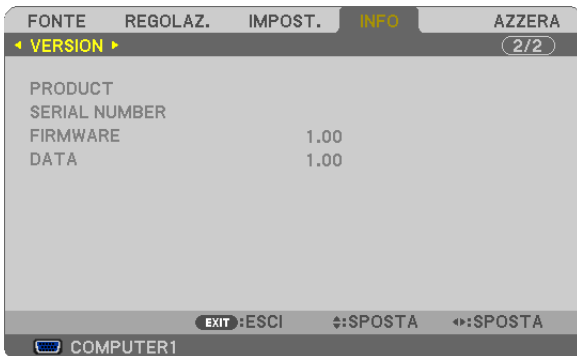 FONTE REGOLAZ. IMPOST. INFO AZZERA
VERSION 2/2
PRODUCT
SERIAL NUMBER
FIRMWARE 1.00
DATA 1.00
EXIT :ESCI :SPOSTA :SPOSTA
COMPUTER1